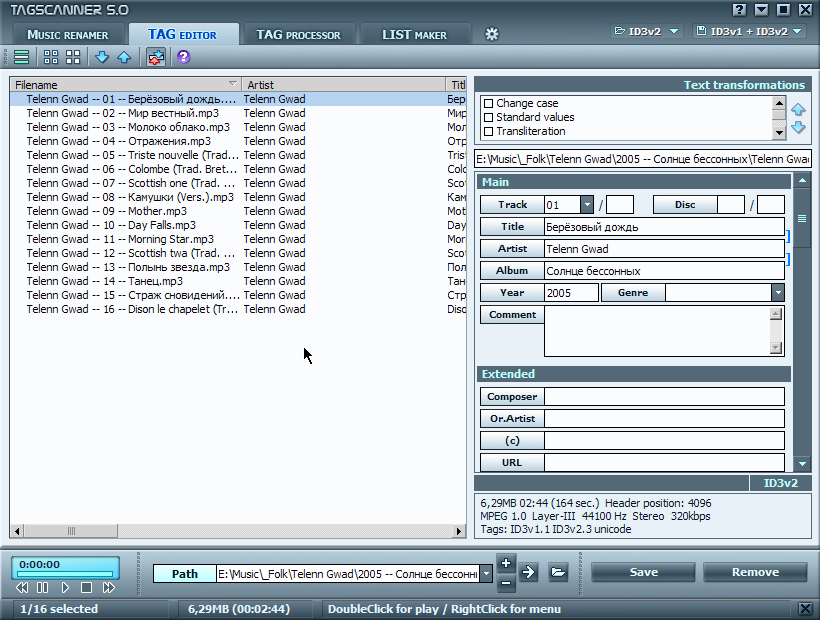 TAGSCANNER 5.0
MUSIC RENAMER TAG EDITOR TAG PROCESSOR LIST MAKER ID3v2 ID3v1 + ID3v2
Filename Artist Titl
Telenn Gwad -- 01 -- Берёзовый дождь.... Telenn Gwad Бер
Telenn Gwad -- 02 -- Мир вестный.mp3 Telenn Gwad Мир
Telenn Gwad -- 03 -- Молоко облако.mp3 Telenn Gwad Мол
Telenn Gwad -- 04 -- Отражения.mp3 Telenn Gwad Отр
Telenn Gwad -- 05 -- Triste nouvelle (Trad.... Telenn Gwad Trist
Telenn Gwad -- 06 -- Colombe (Trad. Bret... Telenn Gwad Colo
Telenn Gwad -- 07 -- Scottish one (Trad. ... Telenn Gwad Scot
Telenn Gwad -- 08 -- Камушки (Vers.).mp3 Telenn Gwad Кам
Telenn Gwad -- 09 -- Mother.mp3 Telenn Gwad Mot
Telenn Gwad -- 10 -- Day Falls.mp3 Telenn Gwad Day
Telenn Gwad -- 11 -- Morning Star.mp3 Telenn Gwad Mor
Telenn Gwad -- 12 -- Scottish twa (Trad. ... Telenn Gwad Scot
Telenn Gwad -- 13 -- Полынь звезда.mp3 Telenn Gwad Пол
Telenn Gwad -- 14 -- Танец.mp3 Telenn Gwad Тан
Telenn Gwad -- 15 -- Страж сновидений.... Telenn Gwad Стр
Telenn Gwad -- 16 -- Dison le chapelet (Tr... Telenn Gwad Diso
Text transformations
Change case
Standard values
Transliteration
E:\Music\_Folk\Telenn Gwad\2005 -- Солнце бессонных\Telenn Gwa
Main
Track 01 / Disc /
Title Берёзовый дождь
Artist Telenn Gwad
Album Солнце бессонных
Year 2005 Genre
Comment
Extended
Composer
Or.Artist
(c)
URL
ID3v2
6,29MB 02:44 (164 sec.) Header position: 4096
MPEG 1.0 Layer-III 44100 Hz Stereo 320kbps
Tags: ID3v1.1 ID3v2.3 unicode
0:00:00
Path E:\Music\_Folk\Telenn Gwad\2005 -- Солнце бессонны Save Remove
1/16 selected 6,29MB (00:02:44) DoubleClick for play / RightClick for menu